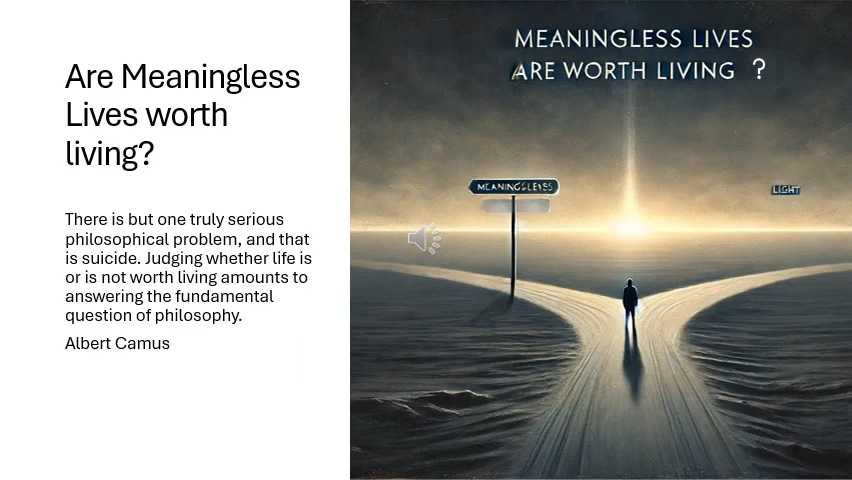 Are Meaningless
Lives worth
living?
There is but one truly serious
philosophical problem, and that
is suicide. Judging whether life is
or is not worth living amounts to
answering the fundamental
question of philosophy.
Albert Camus
MEANINGLESS LIVES
ARE WORTH LIVING ?
LIGHT